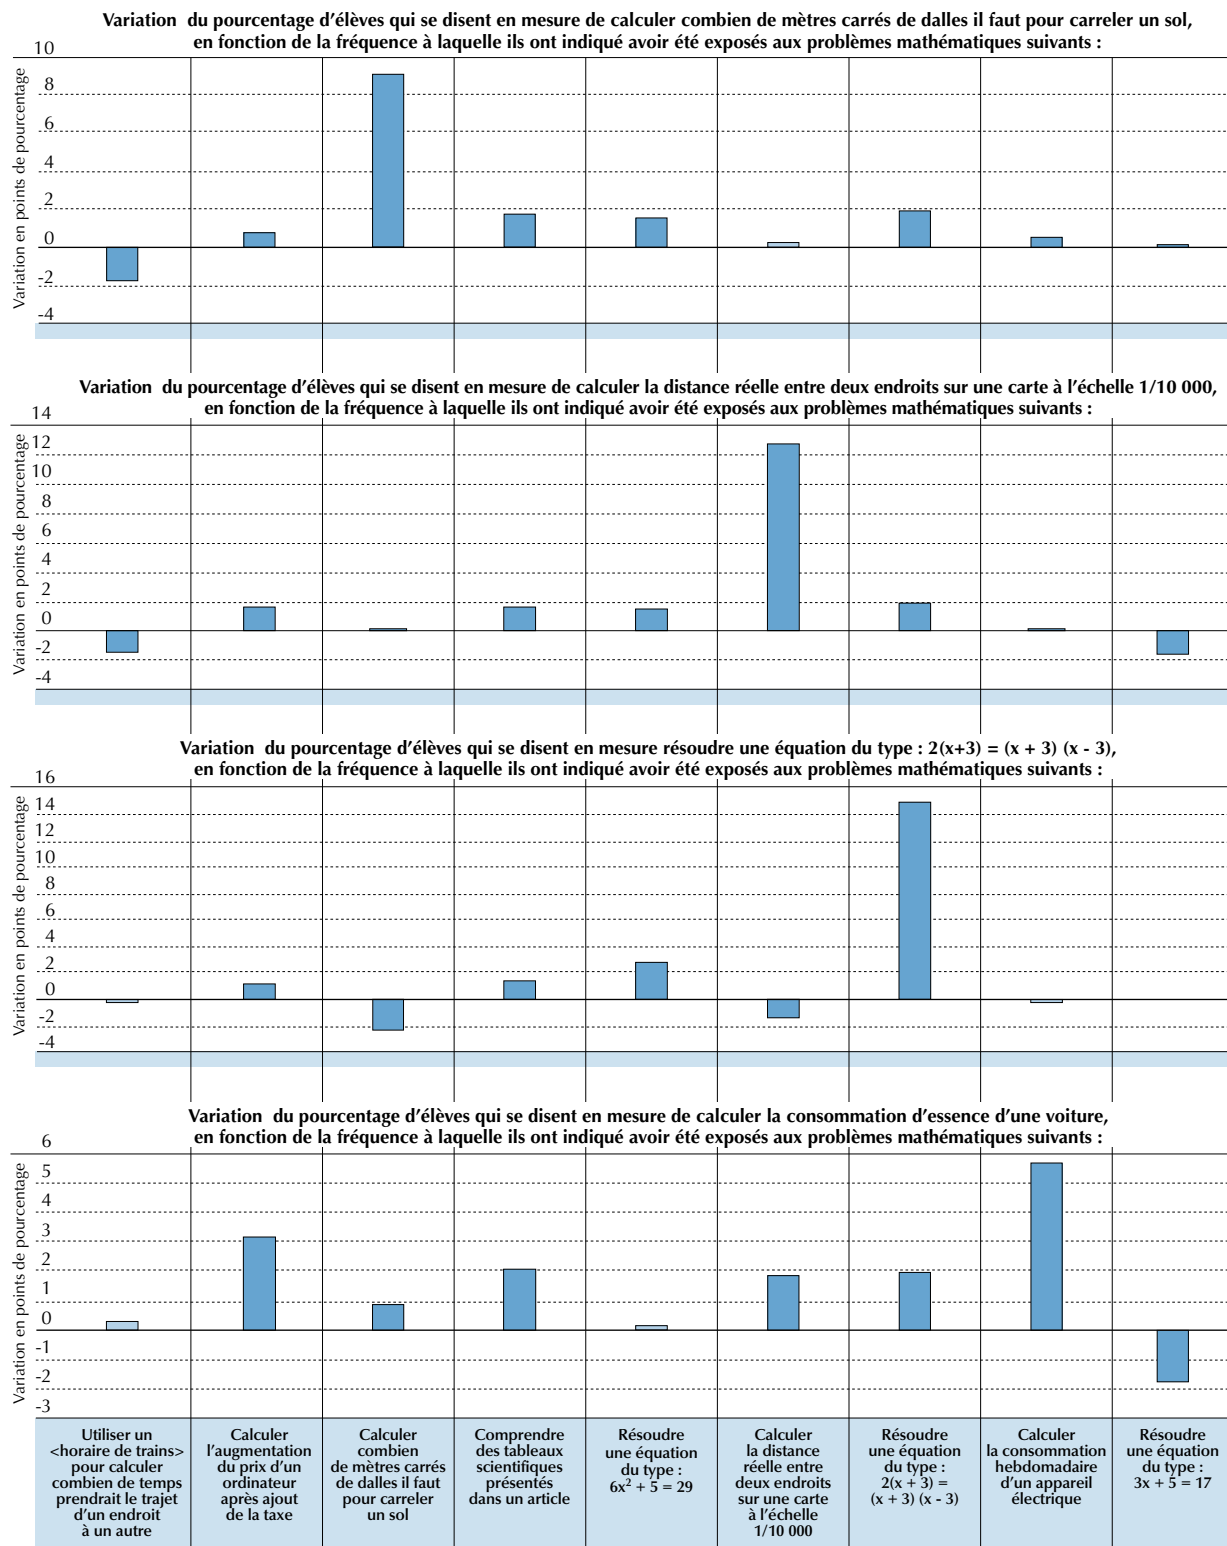 Variation du pourcentage d'élèves qui se disent en mesure de calculer combien de mètres carrés de dalles il faut pour carreler un sol,
en fonction de la fréquence à laquelle ils ont indiqué avoir été exposés aux problèmes mathématiques suivants :
Variation en points de pourcentage
10
8
6
4
2
0
-2
-4
Variation du pourcentage d'élèves qui se disent en mesure de calculer la distance réelle entre deux endroits sur une carte à l'échelle 1/10 000,
en fonction de la fréquence à laquelle ils ont indiqué avoir été exposés aux problèmes mathématiques suivants :
Variation en points de pourcentage
14
12
10
8
6
4
2
0
-2
-4
Variation du pourcentage d'élèves qui se disent en mesure résoudre une équation du type : 2(x+3) = (x + 3) (x - 3),
en fonction de la fréquence à laquelle ils ont indiqué avoir été exposés aux problèmes mathématiques suivants :
Variation en points de pourcentage
16
14
12
10
8
6
4
2
0
-2
-4
Variation du pourcentage d'élèves qui se disent en mesure de calculer la consommation d'essence d'une voiture,
en fonction de la fréquence à laquelle ils ont indiqué avoir été exposés aux problèmes mathématiques suivants :
Variation en points de pourcentage
6
5
4
3
2
1
0
-1
-2
-3
Utiliser un
<horaire de trains>
pour calculer
combien de temps
prendrait le trajet
d'un endroit
à un autre
Calculer
l'augmentation
du prix d'un
ordinateur
après ajout
de la taxe
Calculer
combien
de mètres carrés
de dalles il faut
pour carreler
un sol
Comprendre
des tableaux
scientifiques
présentés
dans un article
Résoudre
une équation
du type :
6x² + 5 = 29
Calculer
la distance
réelle entre
deux endroits
sur une carte
à l'échelle
1/10 000
Résoudre
une équation
du type :
2(x + 3) =
(x + 3) (x - 3)
Calculer
la consommation
hebdomadaire
d'un appareil
électrique
Résoudre
une équation
du type :
3x + 5 = 17